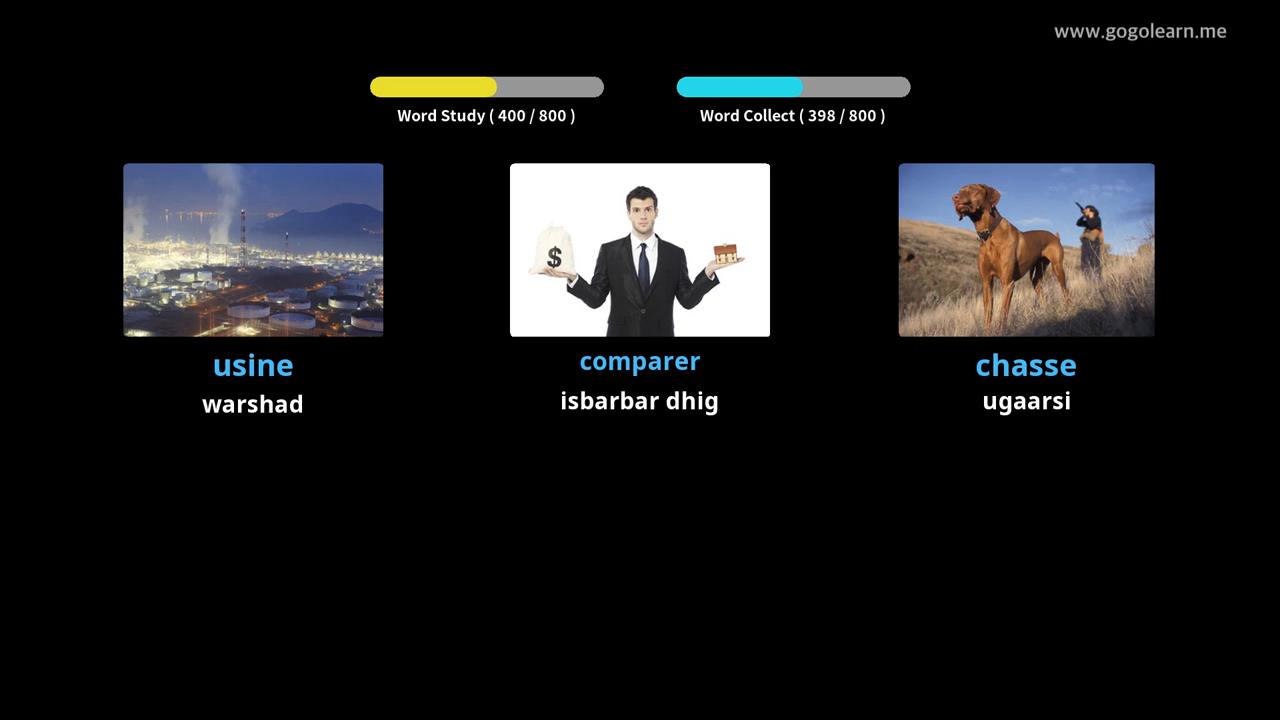 www.gogolearn.me
Word Study ( 400 / 800 )
Word Collect ( 398 / 800 )
$
usine
warshad
comparer
isbarbar dhig
chasse
ugaarsi